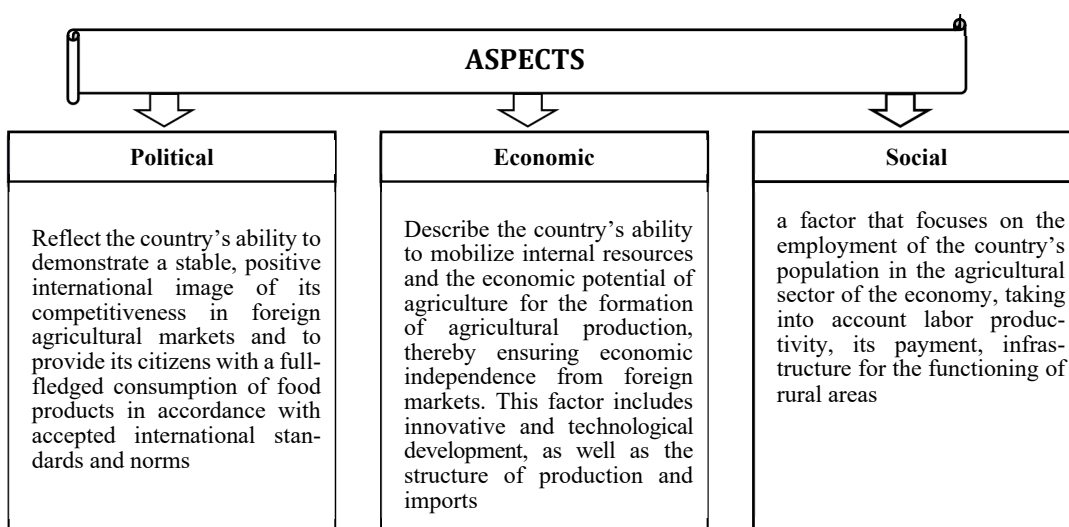 ASPECTS
Political
Reflect the country's ability to
demonstrate a stable, positive
international image of its
competitiveness in foreign
agricultural markets and to
provide its citizens with a full-
fledged consumption of food
products in accordance with
accepted international stan-
dards and norms
Economic
Describe the country's ability
to mobilize internal resources
and the economic potential of
agriculture for the formation
of agricultural production,
thereby ensuring economic
independence from foreign
markets. This factor includes
innovative and technological
development, as well as the
structure of production and
imports
Social
a factor that focuses on the
employment of the country's
population in the agricultural
sector of the economy, taking
into account labor produc-
tivity, its payment, infras-
tructure for the functioning of
rural areas